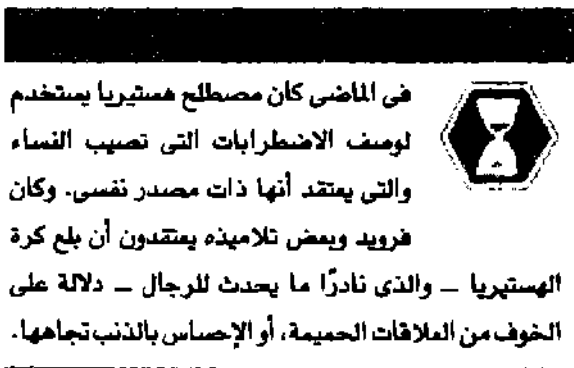 فى الماضى كان مصطلح هستيريا يستخدم
لوصف الاضطرابات التى تصيب النساء
والتى يعتقد أنها ذات مصدر نفسى. وكان
فرويد وبعض تلاميذه يعتقدون أن بلع كرة
الهستيريا – والذى نادرًا ما يحدث للرجال – دلالة على
الخوف من العلاقات الحميمة، أو الإحساس بالذنب تجاهها.